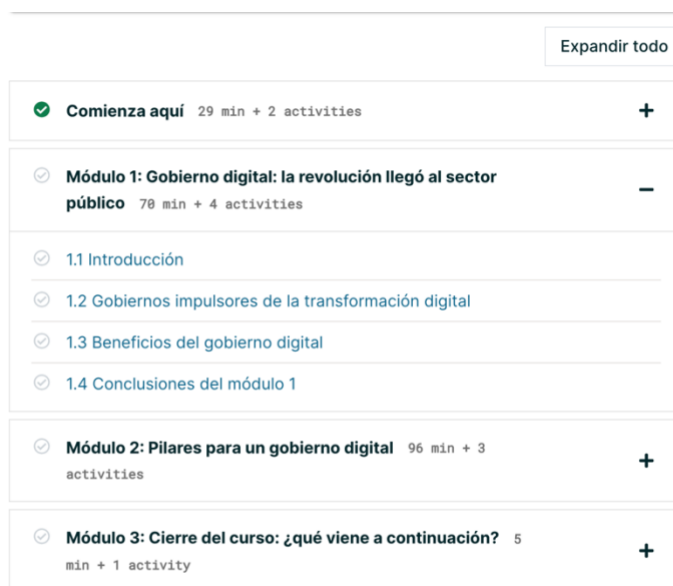 Expandir todo
Comienza aquí 29 min + 2 activities
Módulo 1: Gobierno digital: la revolución llegó al sector
público 70 min + 4 activities
1.1 Introducción
1.2 Gobiernos impulsores de la transformación digital
1.3 Beneficios del gobierno digital
1.4 Conclusiones del módulo 1
Módulo 2: Pilares para un gobierno digital 96 min + 3
activities
Módulo 3: Cierre del curso: ¿qué viene a continuación? 5
min + 1 activity